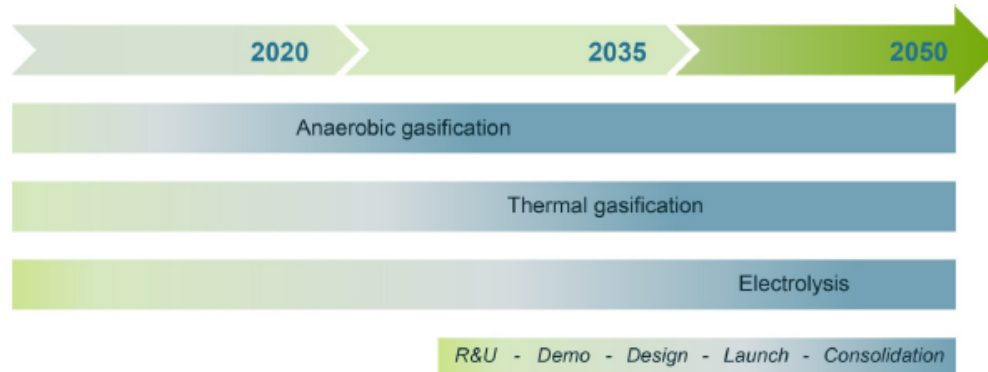 2020 2035 2050
Anaerobic gasification
Thermal gasification
Electrolysis
R&U - Demo - Design - Launch - Consolidation